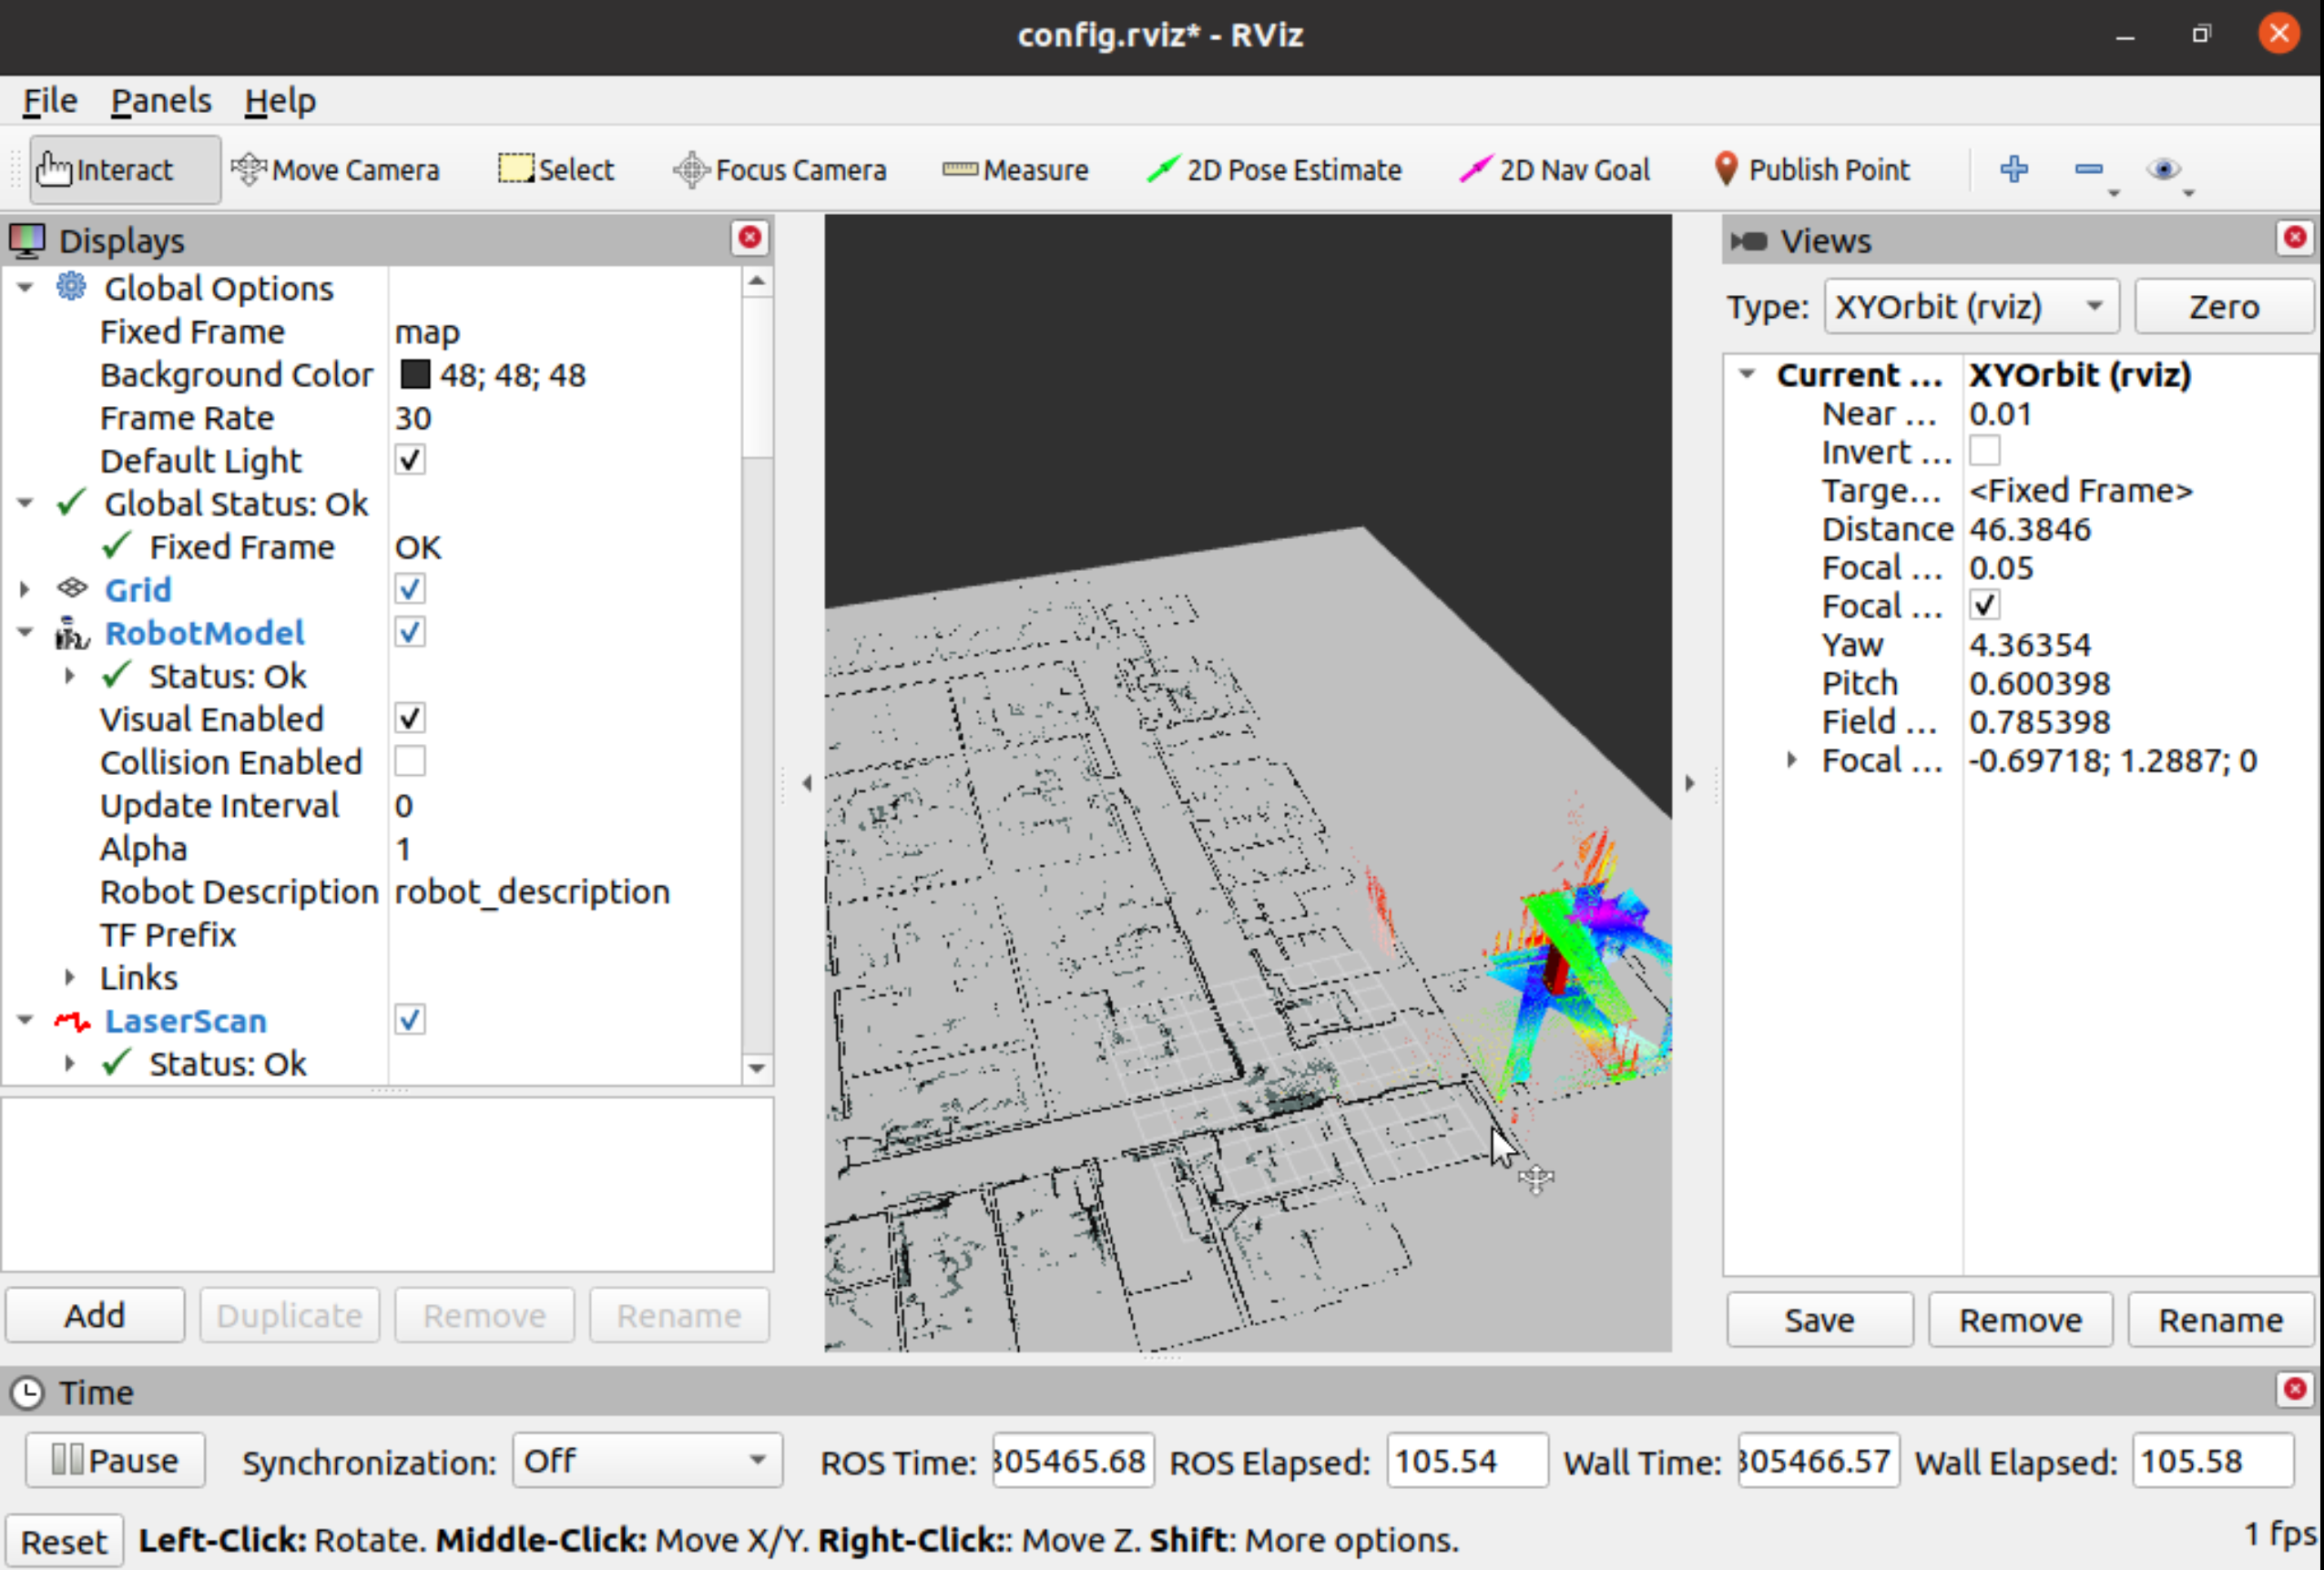 config.rviz* - RViz
File Panels Help
Interact Move Camera Select Focus Camera Measure 2D Pose Estimate 2D Nav Goal Publish Point
Displays
Global Options
Fixed Frame map
Background Color 48; 48; 48
Frame Rate 30
Default Light
Global Status: Ok
Fixed Frame OK
Grid
RobotModel
Status: Ok
Visual Enabled
Collision Enabled
Update Interval 0
Alpha 1
Robot Description robot_description
TF Prefix
Links
LaserScan
Status: Ok
Add Duplicate Remove Rename
Views
Type: XYOrbit (rviz) Zero
Current ... XYOrbit (rviz)
Near ... 0.01
Invert ...
Targe... <Fixed Frame>
Distance 46.3846
Focal ... 0.05
Focal ...
Yaw 4.36354
Pitch 0.600398
Field ... 0.785398
Focal ... -0.69718; 1.2887; 0
Save Remove Rename
Time
Pause Synchronization: Off ROS Time: 305465.68 ROS Elapsed: 105.54 Wall Time: 305466.57 Wall Elapsed: 105.58
Reset Left-Click: Rotate. Middle-Click: Move X/Y. Right-Click:: Move Z. Shift: More options. 1 fps